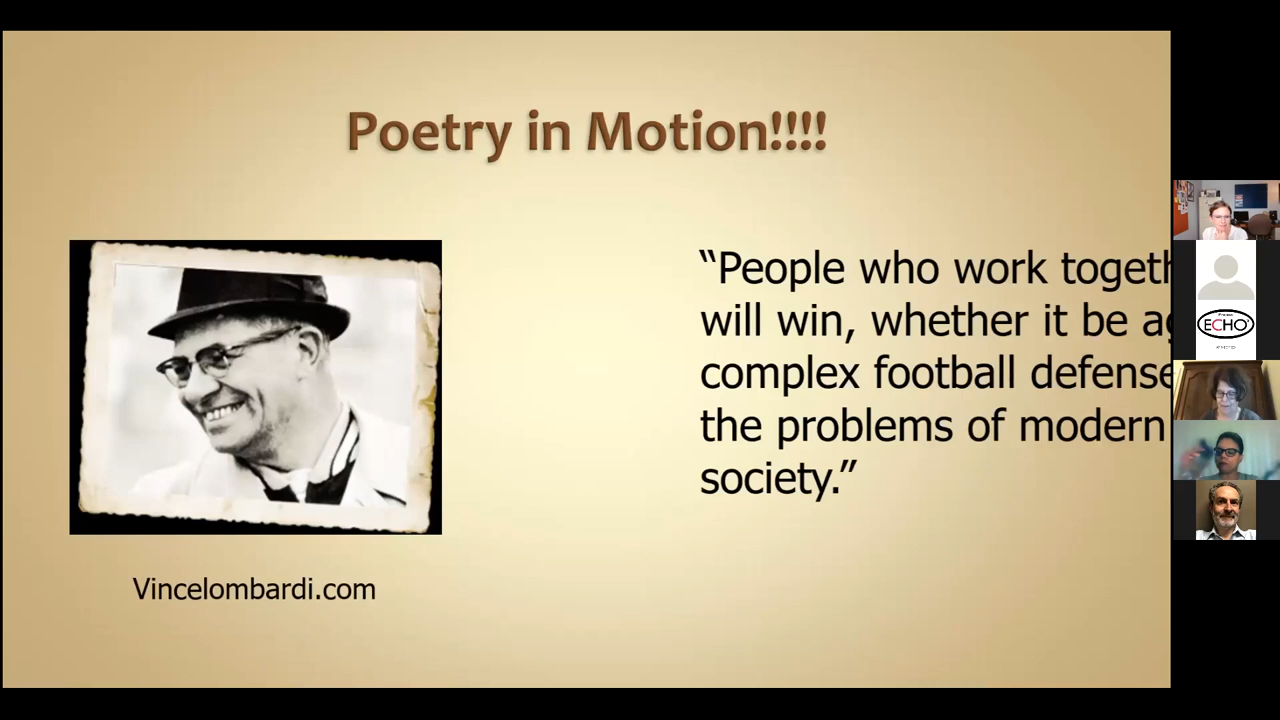 Poetry in Motion!!!!
“People who work togeth
will win, whether it be ag
complex football defense
the problems of modern
society.”
Vincelombardi.com
ECHO